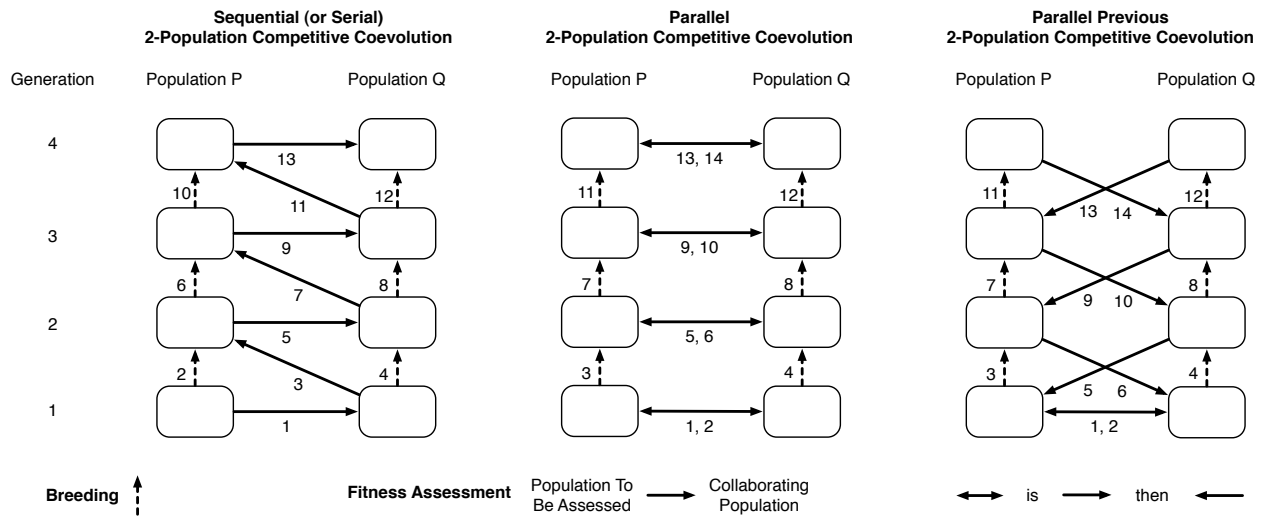 Sequential (or Serial)
2-Population Competitive Coevolution
Parallel
2-Population Competitive Coevolution
Parallel Previous
2-Population Competitive Coevolution
Generation
Population P
Population Q
Population P
Population Q
Population P
Population Q
4
13
13, 14
10
11
12
11
12
11
13
14
12
3
9
9, 10
6
7
8
7
8
7
9
10
8
2
5
5, 6
2
3
4
3
4
3
5
6
4
1
1
1, 2
1, 2
Breeding
Fitness Assessment
Population To
Be Assessed
Collaborating
Population
is
then